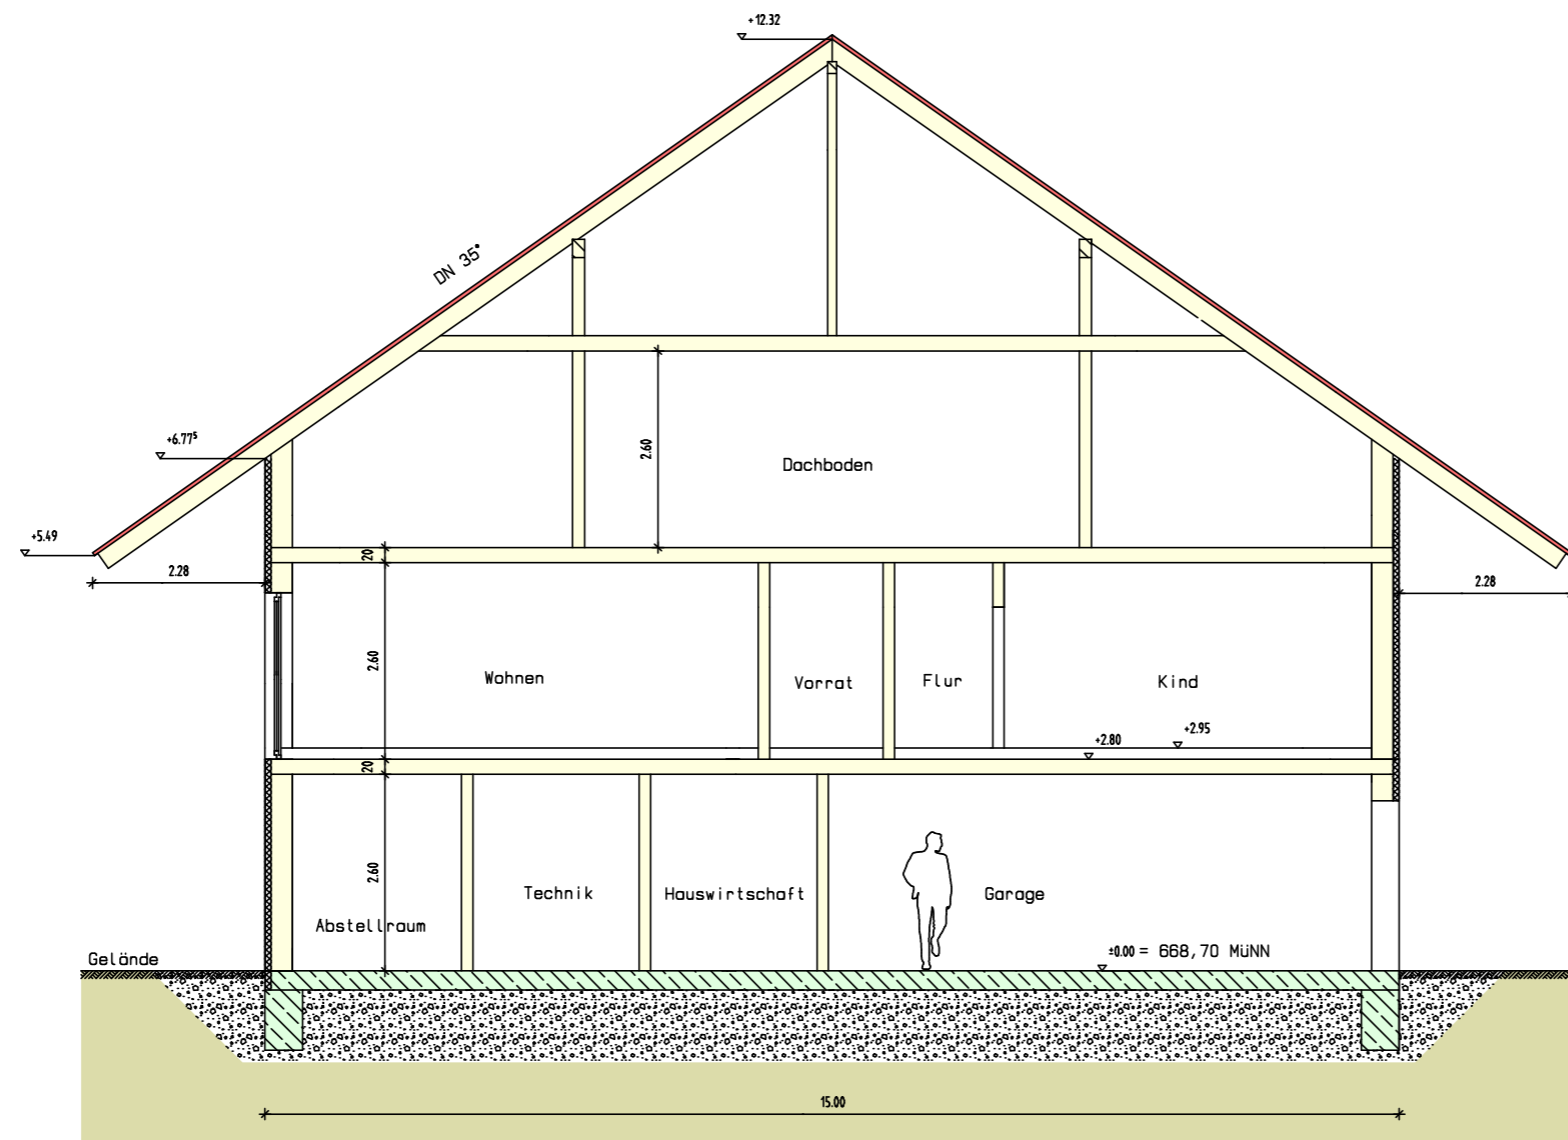 +12.32
DN 35°
+6.77⁵
2.60
Dachboden
+5.49
20
2.28
2.28
2.60
Wohnen
Vorrat
Flur
Kind
+2.95
+2.80
20
2.60
Technik
Hauswirtschaft
Garage
Abstellraum
±0.00 = 668,70 MüNN
Gelände
15.00